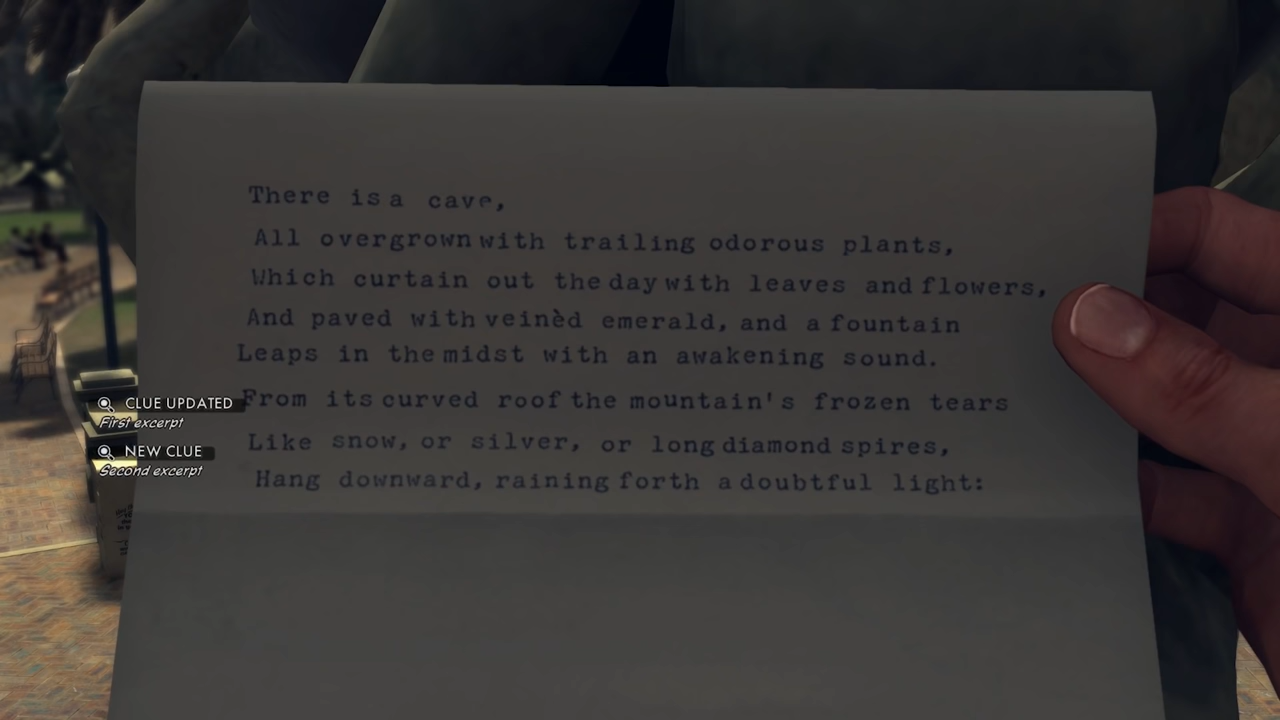 There is a cave,
All overgrown with trailing odorous plants,
Which curtain out the day with leaves and flowers,
And paved with veinèd emerald, and a fountain
Leaps in the midst with an awakening sound.
From its curved roof the mountain's frozen tears
Like snow, or silver, or long diamond spires,
Hang downward, raining forth a doubtful light:
CLUE UPDATED
First excerpt
NEW CLUE
Second excerpt